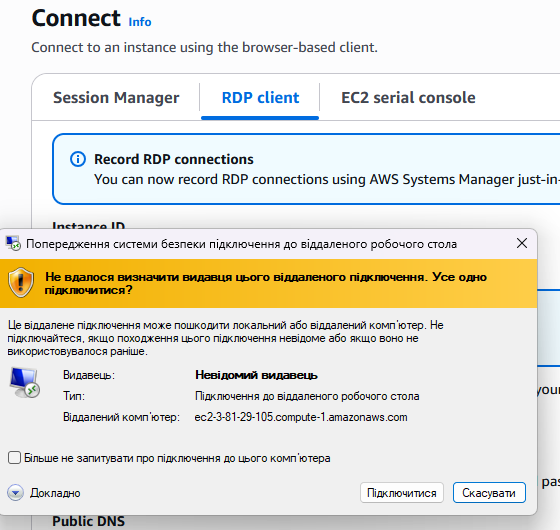 Connect Info
Connect to an instance using the browser-based client.
Session Manager
RDP client
EC2 serial console
Record RDP connections
You can now record RDP connections using AWS Systems Manager just-in-
Instance ID
Попередження системи безпеки підключення до віддаленого робочого стола
Не вдалося визначити видавця цього віддаленого підключення. Усе одно
підключитися?
Це віддалене підключення може пошкодити локальний або віддалений комп'ютер. Не
підключайтеся, якщо походження цього підключення невідоме або якщо воно не
використовувалося раніше.
Видавець: Невідомий видавець
Тип: Підключення до віддаленого робочого стола
Віддалений комп'ютер: ec2-3-81-29-105.compute-1.amazonaws.com
your
Більше не запитувати про підключення до цього комп'ютера
Докладно
Підключитися
Скасувати
pas
Public DNS